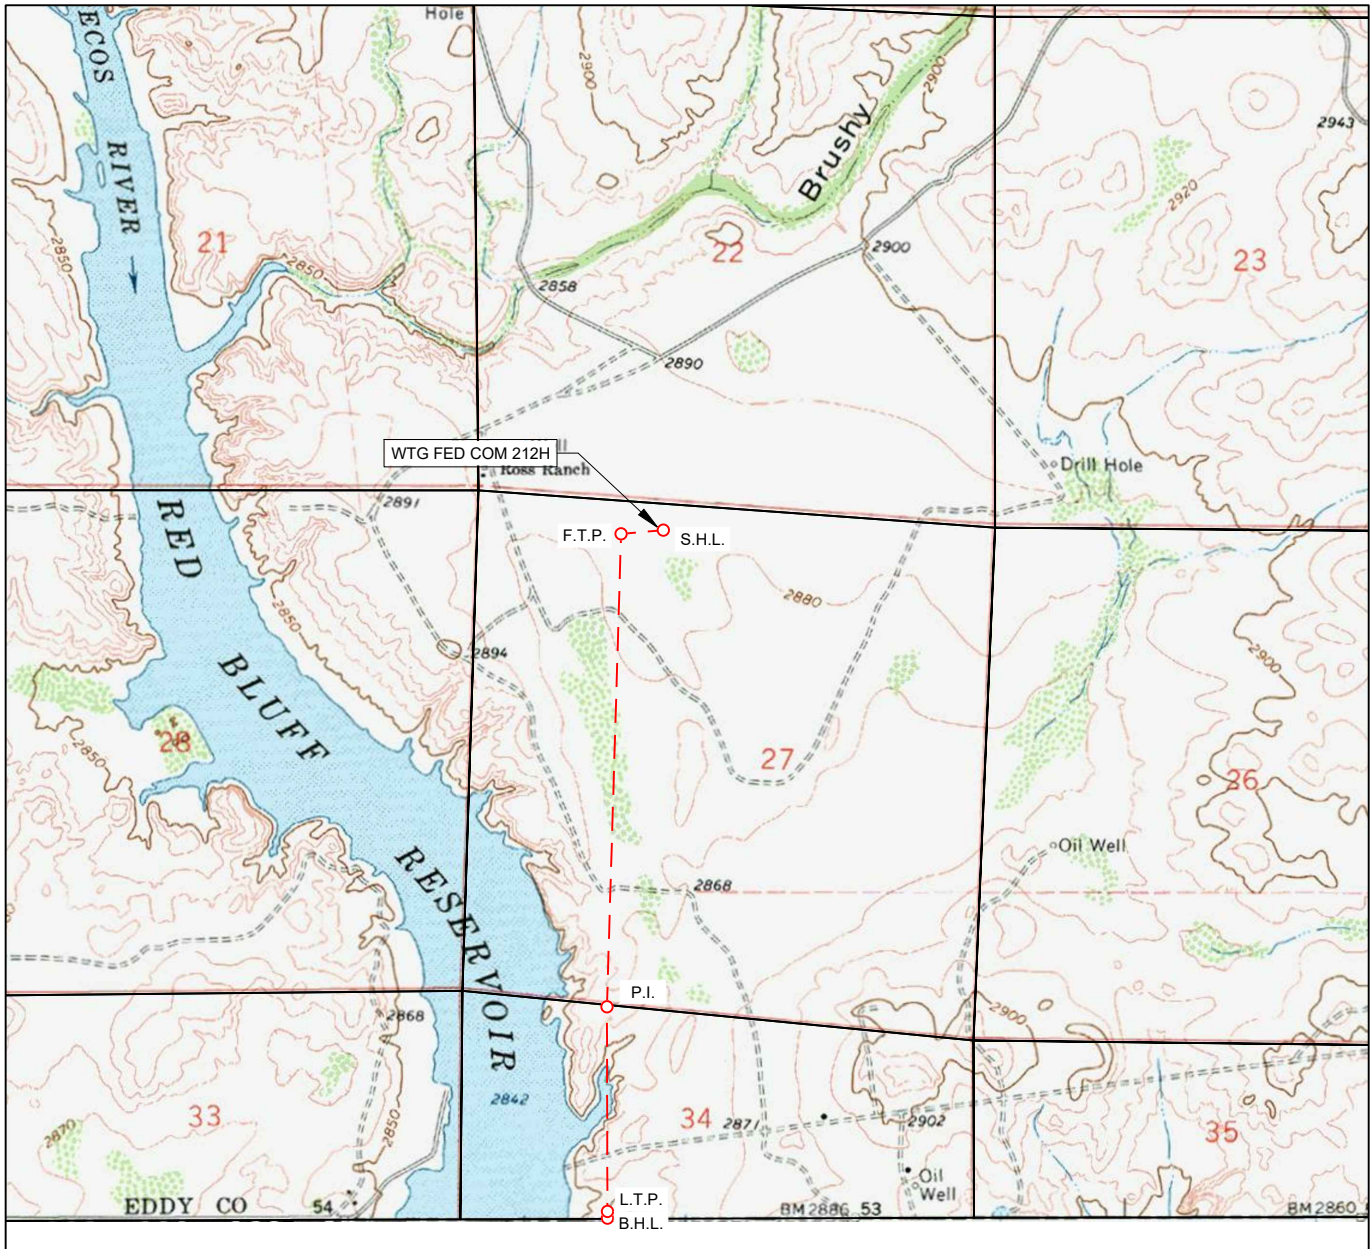 Hole
ECOS
RIVER
2900
2900
Brushy
2943
2920
2850
21
2850
22
2900
23
2858
2890
WTG FED COM 212H
Ross Ranch
Drill Hole
2891
RED
F.T.P.
S.H.L.
2880
2850
2894
BLUFF
2900
28
2850
27
26
RESERVOIR
Oil Well
2868
P.I.
2868
2900
2842
33
34
2871
2902
35
2870
2850
Oil
Well
EDDY CO
54
L.T.P.
B.H.L.
BM 2886
53
BM 2860